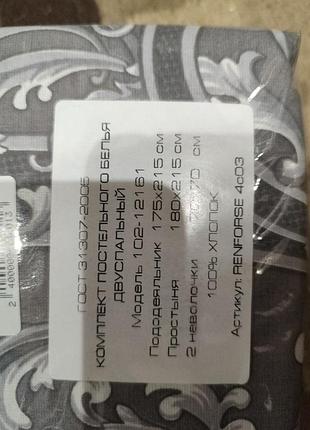 ГОСТ 31307-2005
КОМПЛЕКТ ПОСТЕЛЬНОГО БЕЛЬЯ
ДВУСПАЛЬНЫЙ
Модель 102-12161
Пододеяльник 175х215 см
Простыня 180х215 см
2 наволочки 70х70 см
100% ХЛОПОК
Артикул: RENFORSE 4с03